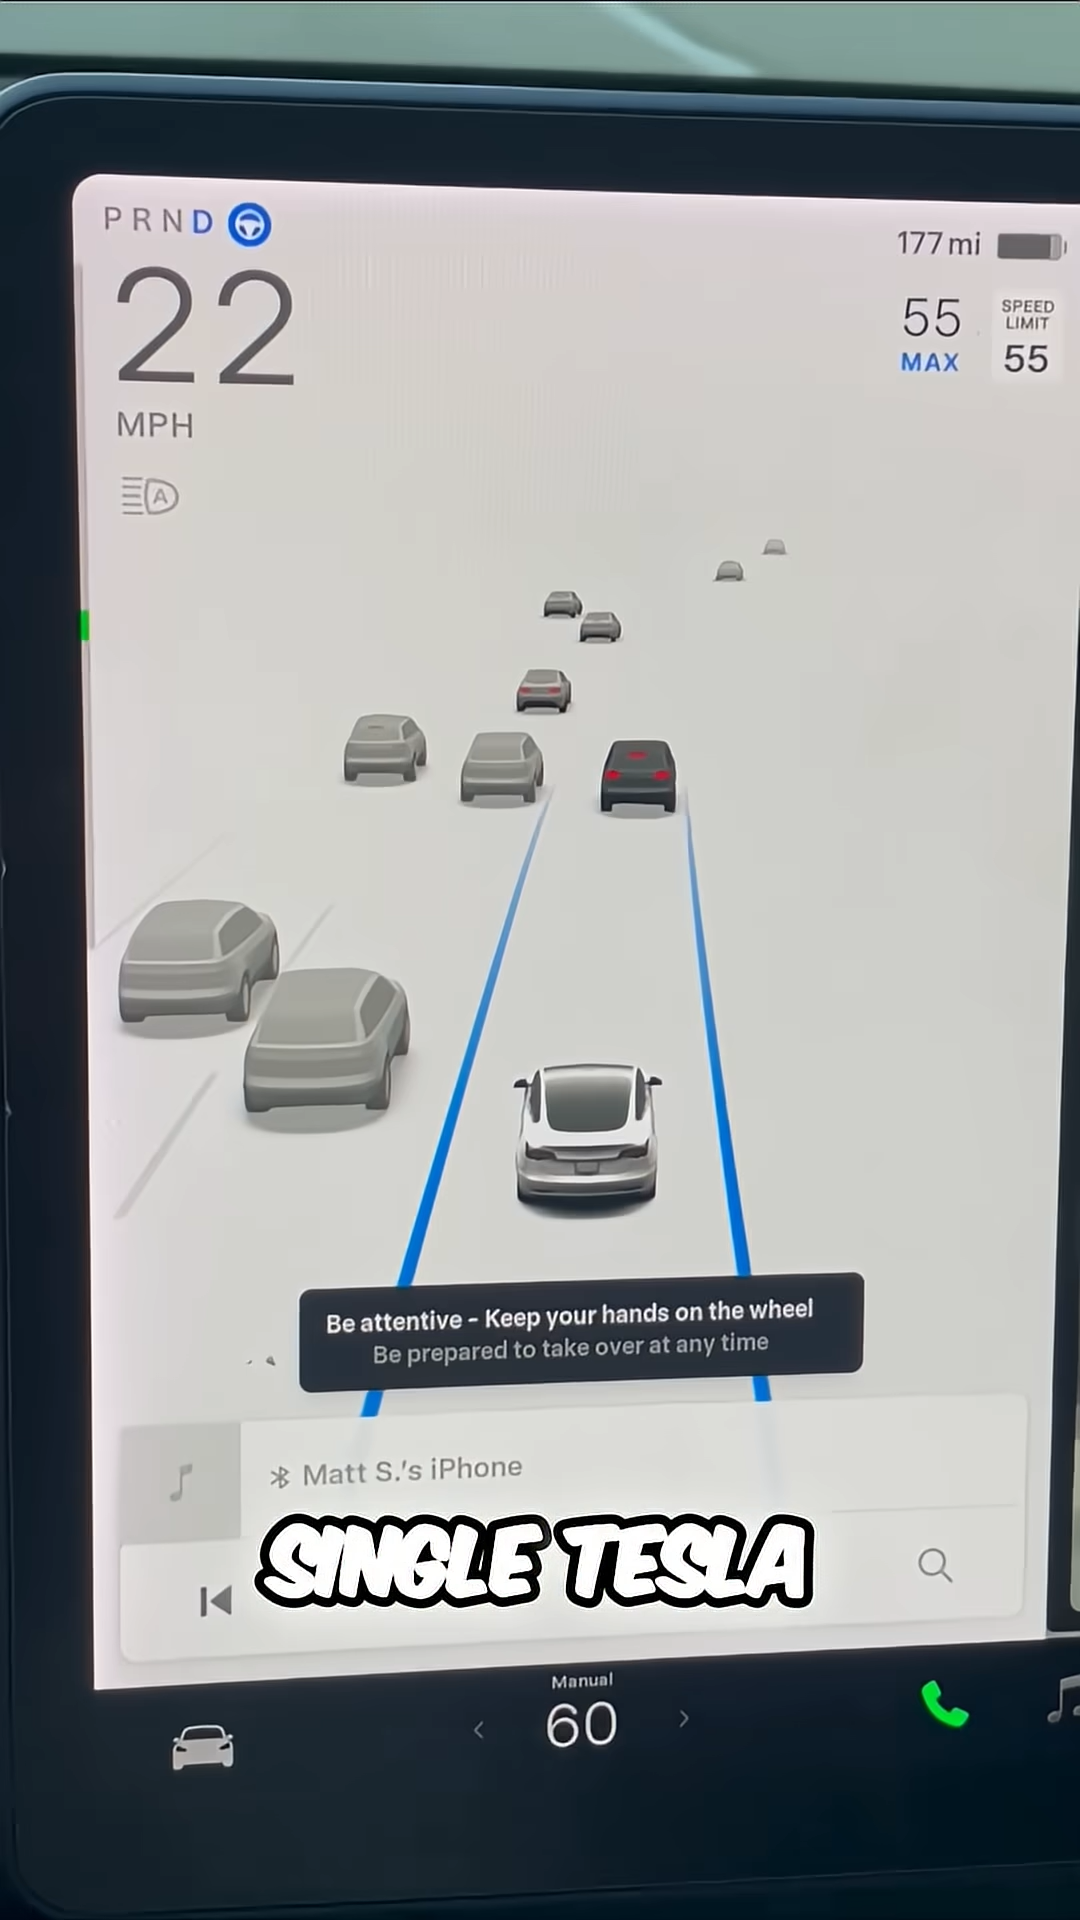 PRND
22
MPH
A
177 mi
55
MAX
SPEED
LIMIT
55
Be attentive - Keep your hands on the wheel
Be prepared to take over at any time
Matt S.'s iPhone
SINGLE TESLA
Manual
< 60 >